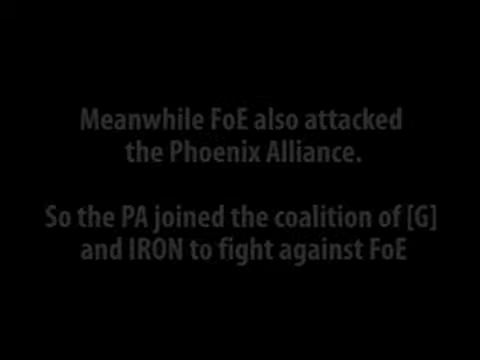 Meanwhile FoE also attacked
the Phoenix Alliance.
So the PA joined the coalition of [G]
and IRON to fight against FoE